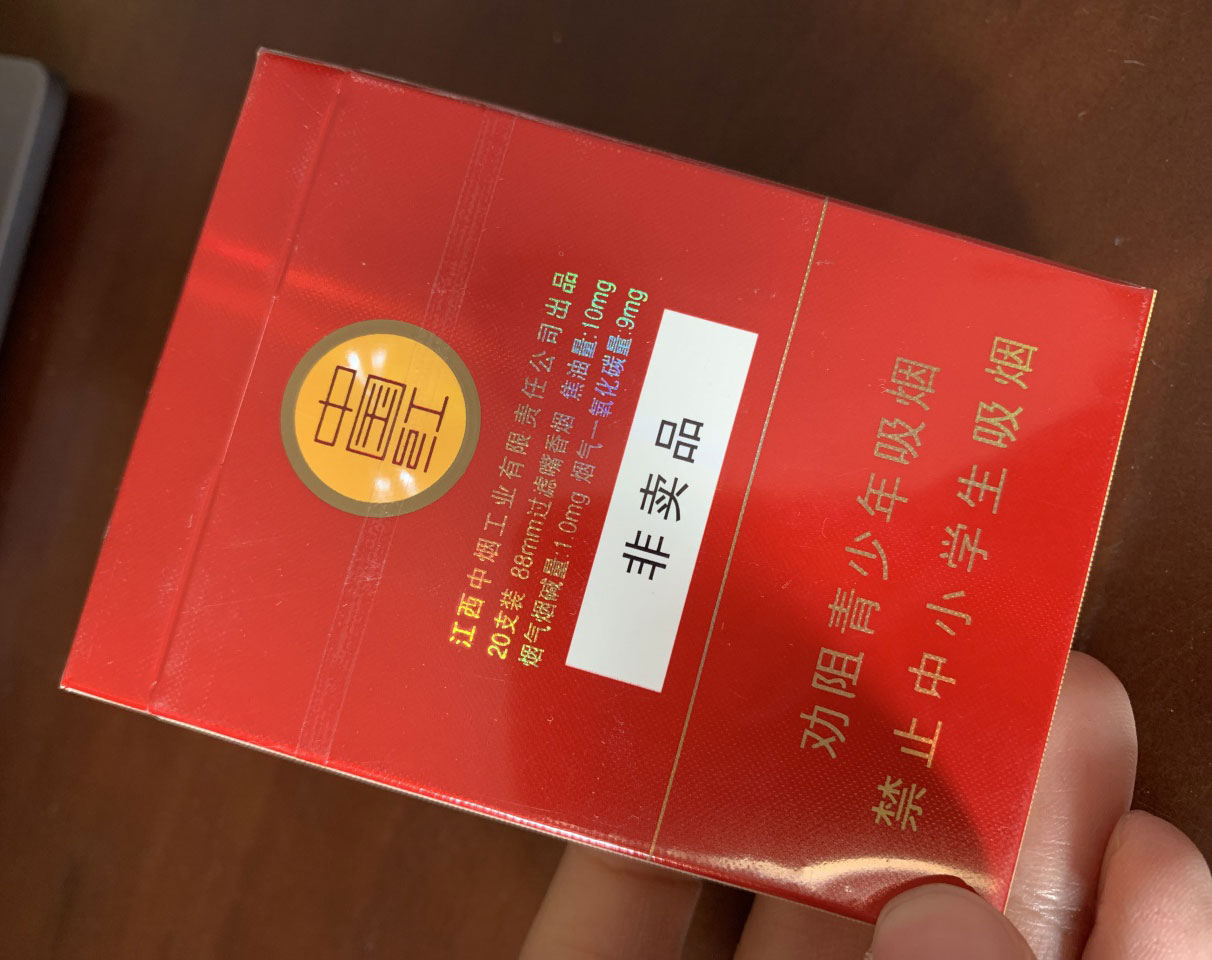 中国红
江西中烟工业有限责任公司出品
20支装 88mm过滤嘴香烟 焦油量:10mg
烟气烟碱量:1.0mg 烟气一氧化碳量:9mg
非卖品
劝阻青少年吸烟
禁止中小学生吸烟